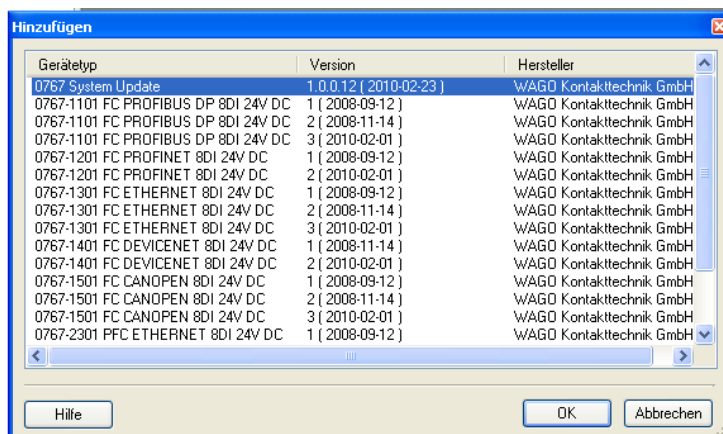 Hinzufügen
Gerätetyp Version Hersteller
0767 System Update 1.0.0.12 ( 2010-02-23 ) WAGO Kontakttechnik GmbH
0767-1101 FC PROFIBUS DP 8DI 24V DC 1 ( 2008-09-12 ) WAGO Kontakttechnik GmbH
0767-1101 FC PROFIBUS DP 8DI 24V DC 2 ( 2008-11-14 ) WAGO Kontakttechnik GmbH
0767-1101 FC PROFIBUS DP 8DI 24V DC 3 ( 2010-02-01 ) WAGO Kontakttechnik GmbH
0767-1201 FC PROFINET 8DI 24V DC 1 ( 2008-09-12 ) WAGO Kontakttechnik GmbH
0767-1201 FC PROFINET 8DI 24V DC 2 ( 2010-02-01 ) WAGO Kontakttechnik GmbH
0767-1301 FC ETHERNET 8DI 24V DC 1 ( 2008-09-12 ) WAGO Kontakttechnik GmbH
0767-1301 FC ETHERNET 8DI 24V DC 2 ( 2008-11-14 ) WAGO Kontakttechnik GmbH
0767-1301 FC ETHERNET 8DI 24V DC 3 ( 2010-02-01 ) WAGO Kontakttechnik GmbH
0767-1401 FC DEVICENET 8DI 24V DC 1 ( 2008-11-14 ) WAGO Kontakttechnik GmbH
0767-1401 FC DEVICENET 8DI 24V DC 2 ( 2010-02-01 ) WAGO Kontakttechnik GmbH
0767-1501 FC CANOPEN 8DI 24V DC 1 ( 2008-09-12 ) WAGO Kontakttechnik GmbH
0767-1501 FC CANOPEN 8DI 24V DC 2 ( 2008-11-14 ) WAGO Kontakttechnik GmbH
0767-1501 FC CANOPEN 8DI 24V DC 3 ( 2010-02-01 ) WAGO Kontakttechnik GmbH
0767-2301 PFC ETHERNET 8DI 24V DC 1 ( 2008-09-12 ) WAGO Kontakttechnik GmbH
Hilfe OK Abbrechen